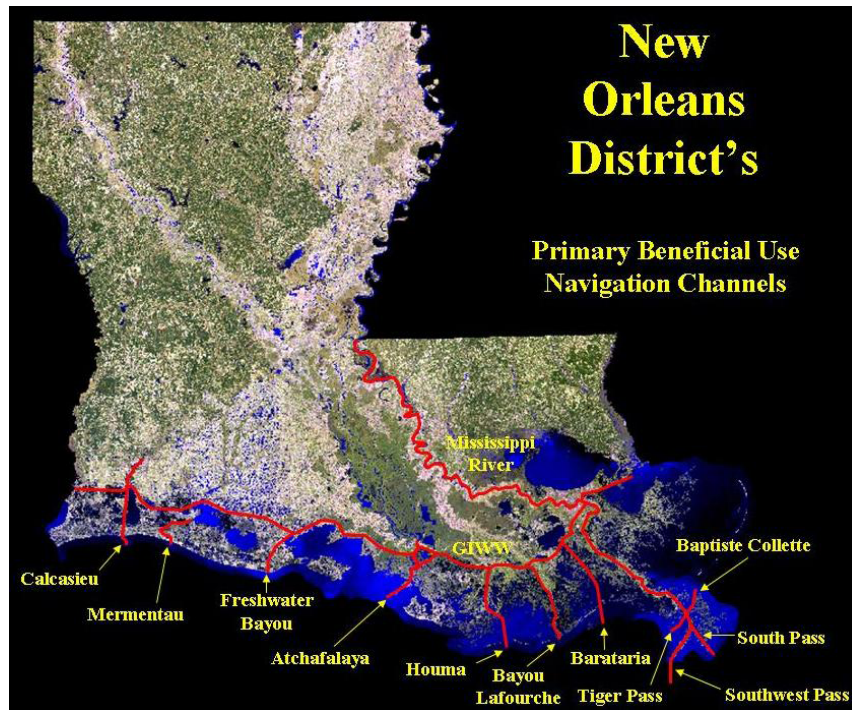 New
Orleans
District's
Primary Beneficial Use
Navigation Channels
Mississippi
River
GIWW
Baptiste Collette
Calcasieu
Mermentau
Freshwater
Bayou
Atchafalaya
Houma
Bayou
Lafourche
Barataria
Tiger Pass
South Pass
Southwest Pass